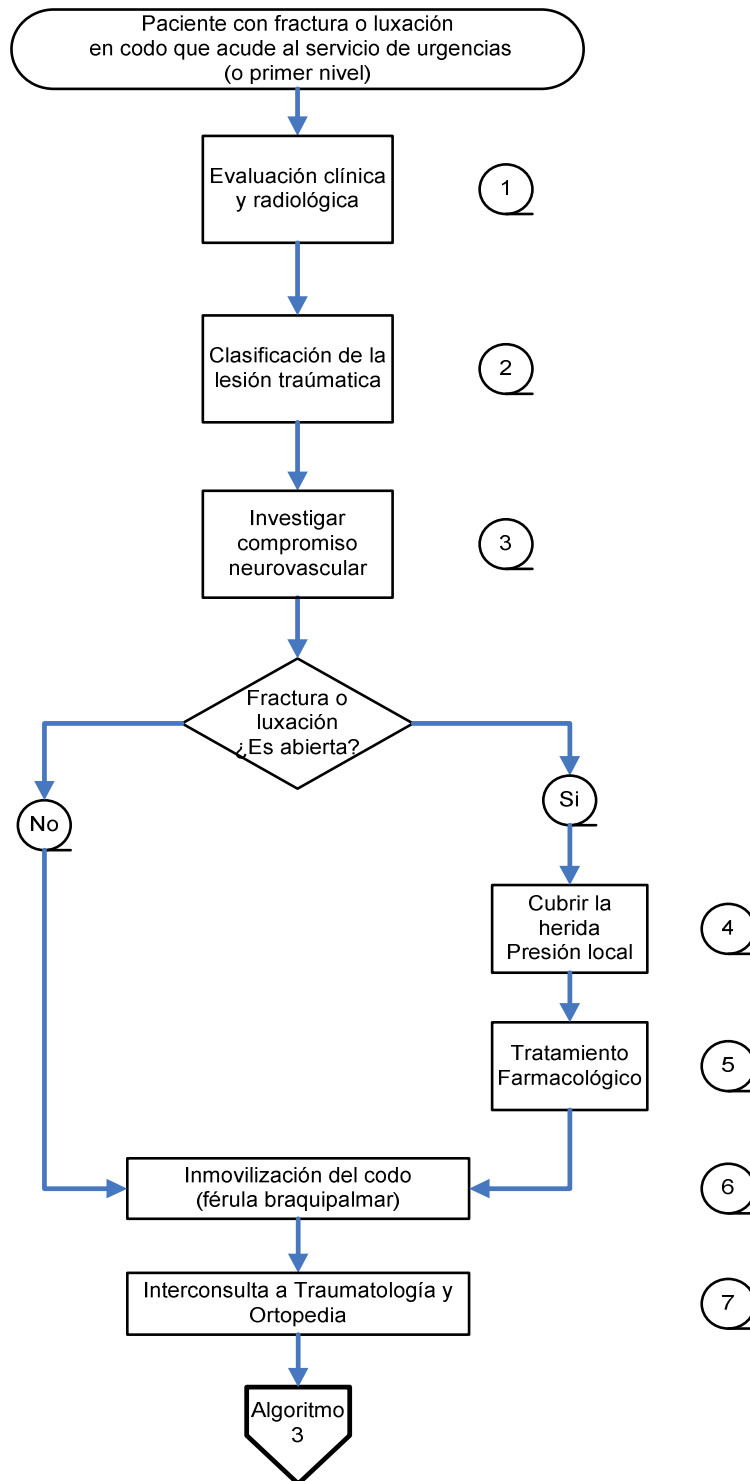 Paciente con fractura o luxación
en codo que acude al servicio de urgencias
(o primer nivel)
Evaluación clínica
y radiológica
1
Clasificación de la
lesión traúmatica
2
Investigar
compromiso
neurovascular
3
Fractura o
luxación
¿Es abierta?
No
Si
Cubrir la
herida
Presión local
4
Tratamiento
Farmacológico
5
Inmovilización del codo
(férula braquipalmar)
6
Interconsulta a Traumatología y
Ortopedia
7
Algoritmo
3